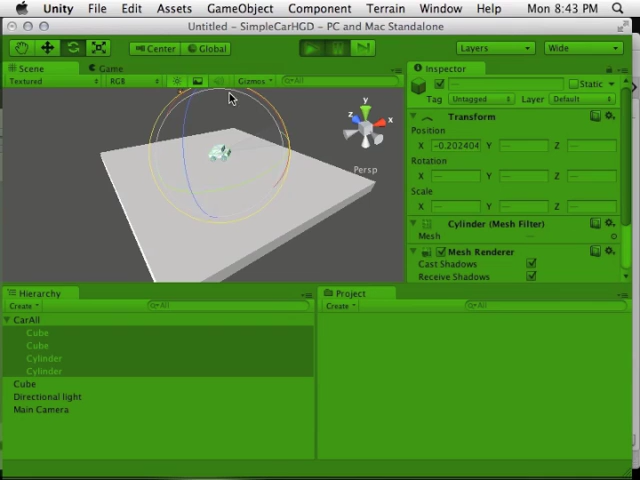 Unity File Edit Assets GameObject Component Terrain Window Help Mon 8:43 PM
Untitled - SimpleCarHGD - PC and Mac Standalone
Center Global Layers Wide
Scene Game Inspector
Textured RGB Gizmos All
Static
Tag Untagged Layer Default
Transform
Position
X -0.202404 Y Z
Rotation
X Y Z
Scale
X Y Z
y
z x
Persp
Cylinder (Mesh Filter)
Mesh
Mesh Renderer
Cast Shadows
Receive Shadows
Hierarchy Project
Create All Create All
CarAll
Cube
Cube
Cylinder
Cylinder
Cube
Directional light
Main Camera